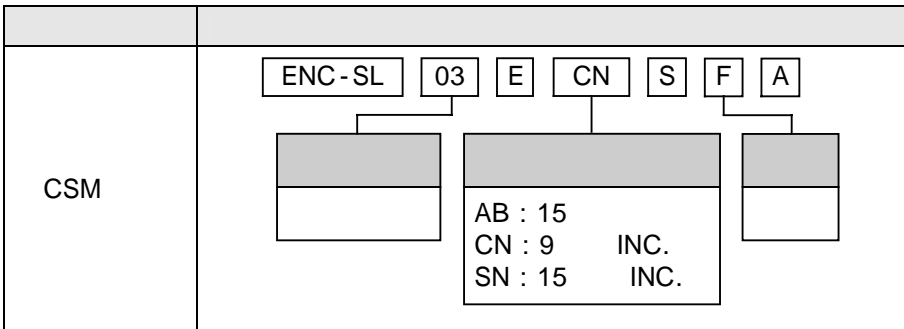 ENC-SL 03 E CN S F A
CSM
AB : 15
CN : 9 INC.
SN : 15 INC.